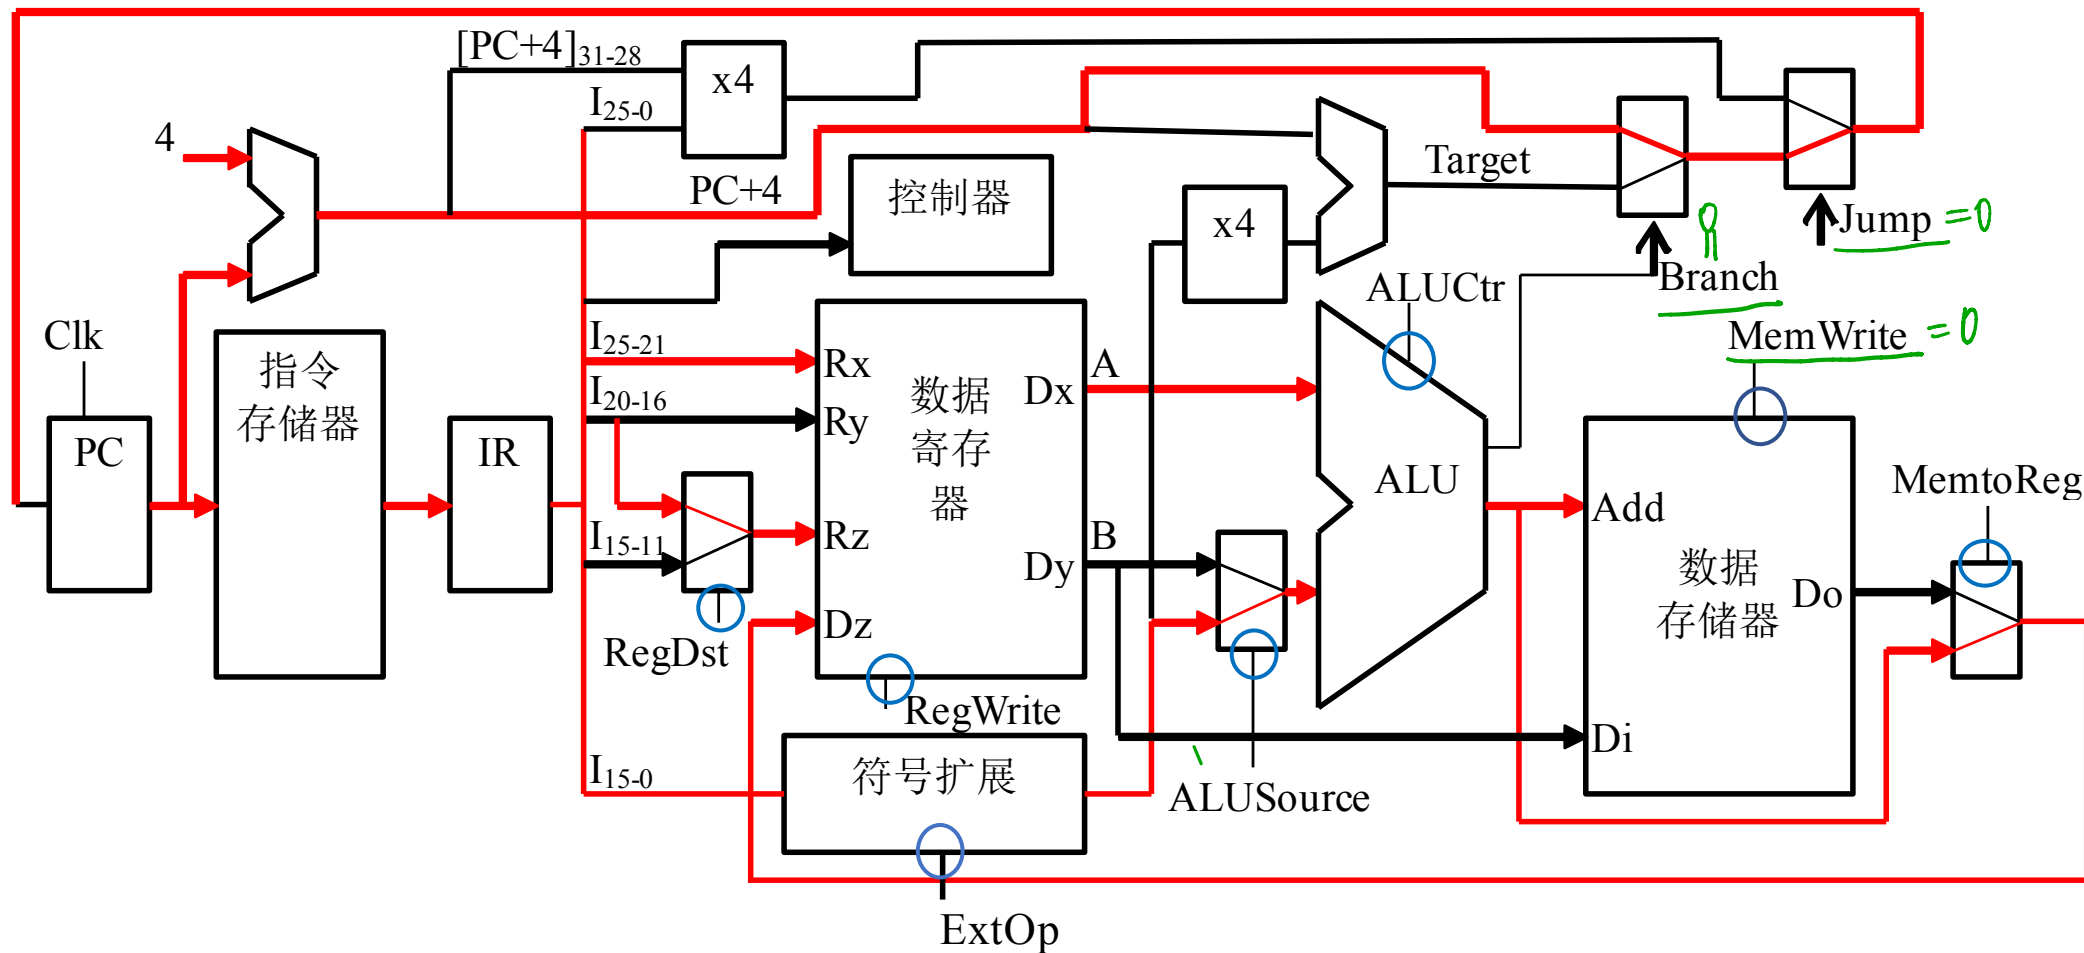 [PC+4]31-28
x4
I25-0
4
PC+4
控制器
Target
x4
Jump =0
Branch
ALUCtr
MemWrite =0
Clk
指令
存储器
PC
IR
I25-21
Rx
I20-16
Ry
数据
寄存
器
Dx
A
I15-11
Rz
Dy
B
Dz
RegDst
RegWrite
ALU
Add
数据
存储器
Do
Di
MemtoReg
I15-0
符号扩展
ALUSource
ExtOp